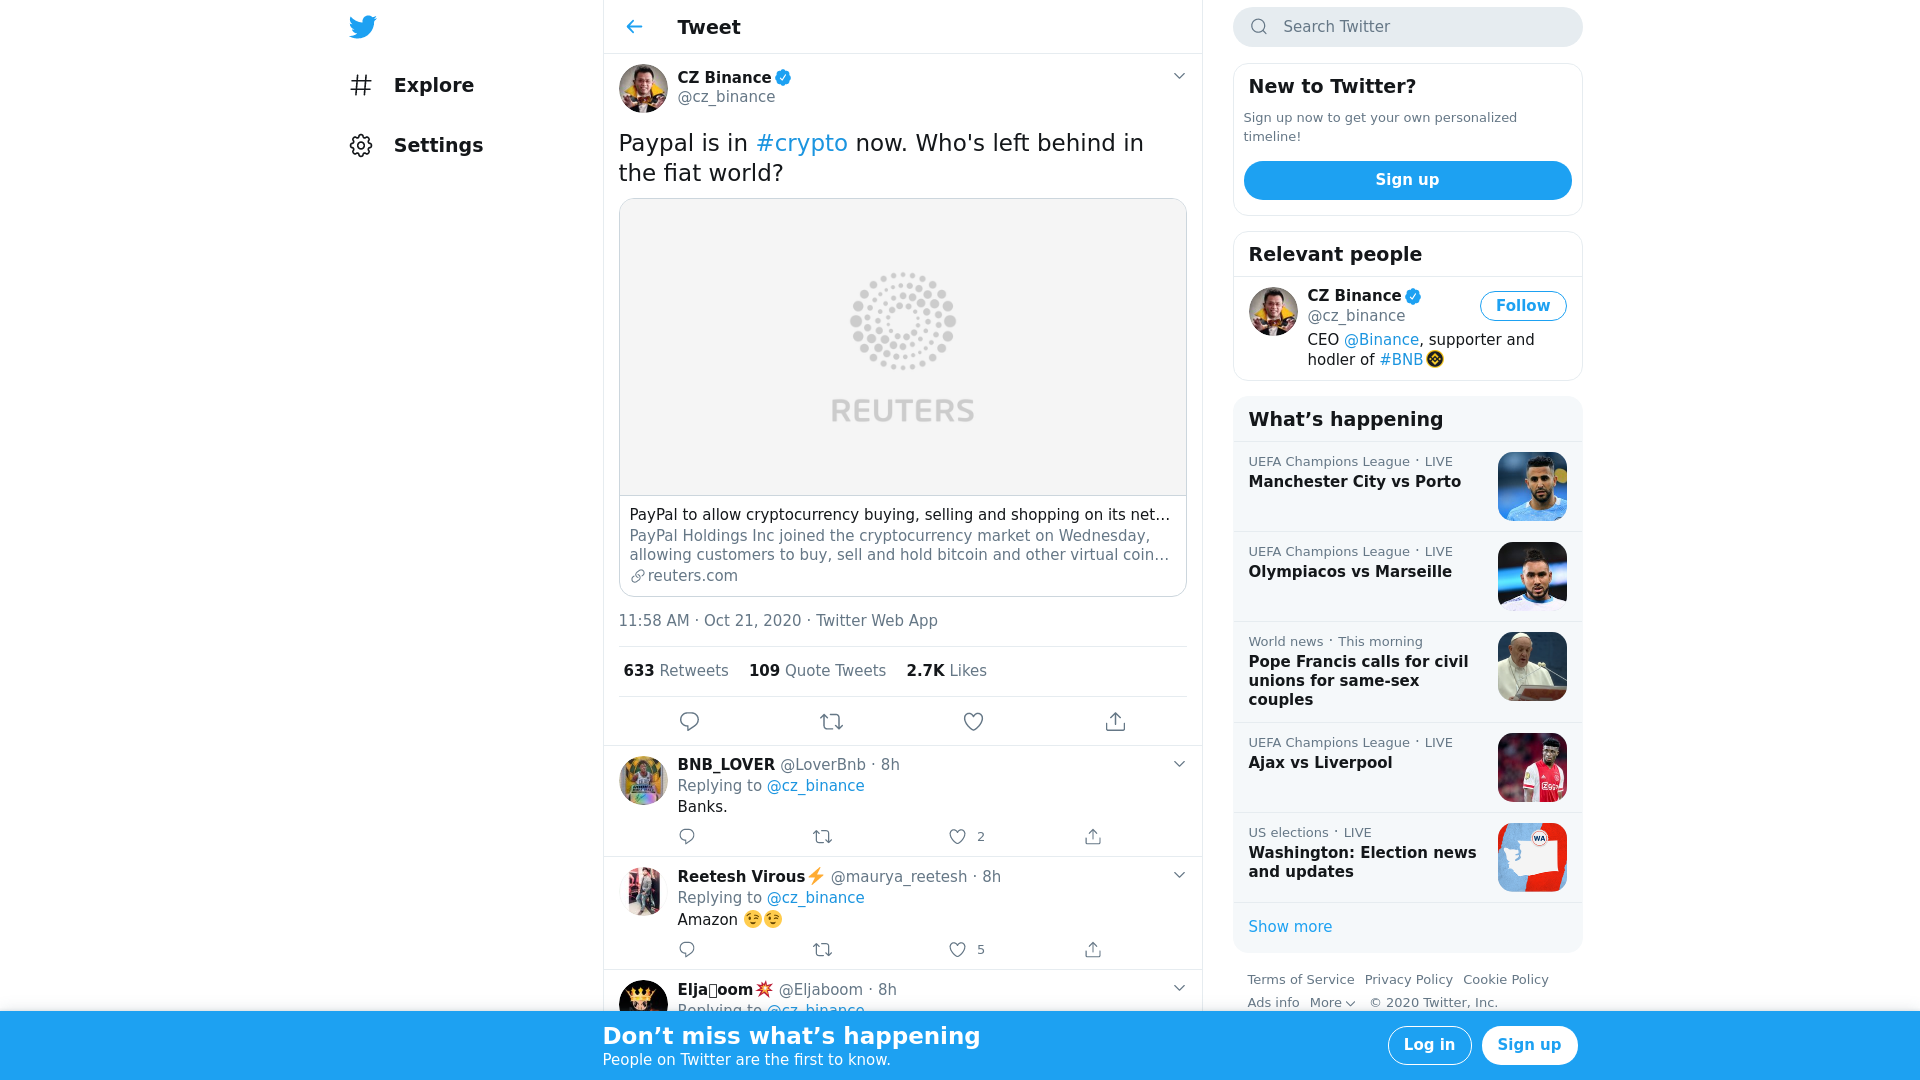 Explore
Settings
Tweet
CZ Binance
@cz_binance
Paypal is in #crypto now. Who's left behind in
the fiat world?
REUTERS
PayPal to allow cryptocurrency buying, selling and shopping on its net...
PayPal Holdings Inc joined the cryptocurrency market on Wednesday,
allowing customers to buy, sell and hold bitcoin and other virtual coin...
reuters.com
11:58 AM · Oct 21, 2020 · Twitter Web App
633 Retweets 109 Quote Tweets 2.7K Likes
BNB_LOVER @LoverBnb · 8h
Replying to @cz_binance
Banks.
2
Reetesh Virous⚡ @maurya_reetesh · 8h
Replying to @cz_binance
Amazon 😉😉
5
Elja▯oom💥 @Eljaboom · 8h
Replying to @cz_binance
Search Twitter
New to Twitter?
Sign up now to get your own personalized
timeline!
Sign up
Relevant people
CZ Binance
@cz_binance
Follow
CEO @Binance, supporter and
hodler of #BNB
What’s happening
UEFA Champions League · LIVE
Manchester City vs Porto
UEFA Champions League · LIVE
Olympiacos vs Marseille
World news · This morning
Pope Francis calls for civil
unions for same-sex
couples
UEFA Champions League · LIVE
Ajax vs Liverpool
US elections · LIVE
Washington: Election news
and updates
WA
Show more
Terms of Service Privacy Policy Cookie Policy
Ads info More © 2020 Twitter, Inc.
Don’t miss what’s happening
People on Twitter are the first to know.
Log in
Sign up